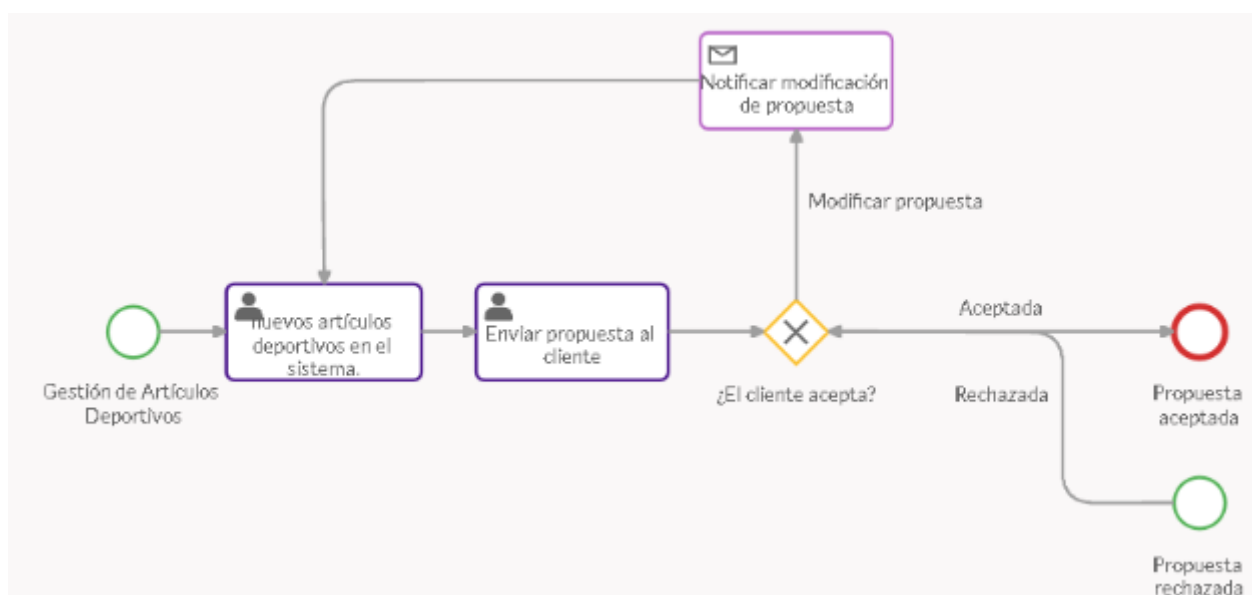 Notificar modificación
de propuesta
Modificar propuesta
nuevos artículos
deportivos en el
sistema.
Enviar propuesta al
cliente
Aceptada
Gestión de Artículos
Deportivos
¿El cliente acepta?
Rechazada
Propuesta
aceptada
Propuesta
rechazada